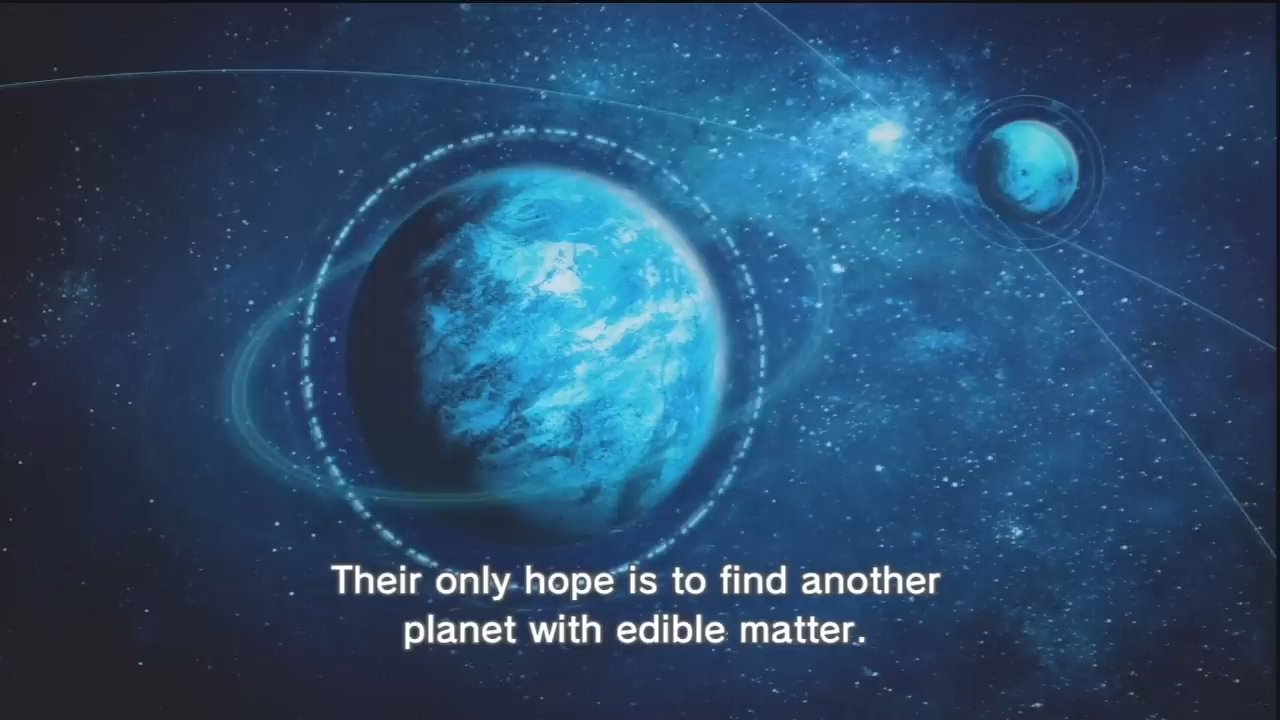 Their only hope is to find another
planet with edible matter.